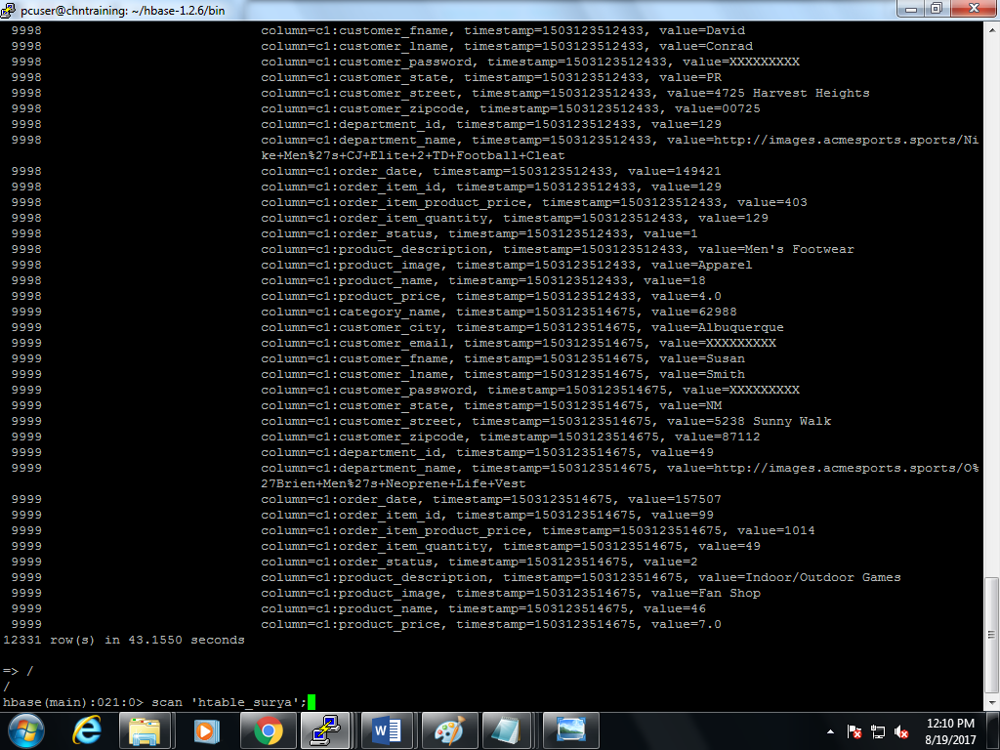 pcuser@chntraining: ~/hbase-1.2.6/bin
9998 column=c1:customer_fname, timestamp=1503123512433, value=David
9998 column=c1:customer_lname, timestamp=1503123512433, value=Conrad
9998 column=c1:customer_password, timestamp=1503123512433, value=XXXXXXXXX
9998 column=c1:customer_state, timestamp=1503123512433, value=PR
9998 column=c1:customer_street, timestamp=1503123512433, value=4725 Harvest Heights
9998 column=c1:customer_zipcode, timestamp=1503123512433, value=00725
9998 column=c1:department_id, timestamp=1503123512433, value=129
9998 column=c1:department_name, timestamp=1503123512433, value=http://images.acmesports.sports/Ni
ke+Men%27s+CJ+Elite+2+TD+Football+Cleat
9998 column=c1:order_date, timestamp=1503123512433, value=149421
9998 column=c1:order_item_id, timestamp=1503123512433, value=129
9998 column=c1:order_item_product_price, timestamp=1503123512433, value=403
9998 column=c1:order_item_quantity, timestamp=1503123512433, value=129
9998 column=c1:order_status, timestamp=1503123512433, value=1
9998 column=c1:product_description, timestamp=1503123512433, value=Men's Footwear
9998 column=c1:product_image, timestamp=1503123512433, value=Apparel
9998 column=c1:product_name, timestamp=1503123512433, value=18
9998 column=c1:product_price, timestamp=1503123512433, value=4.0
9999 column=c1:category_name, timestamp=1503123514675, value=62988
9999 column=c1:customer_city, timestamp=1503123514675, value=Albuquerque
9999 column=c1:customer_email, timestamp=1503123514675, value=XXXXXXXXX
9999 column=c1:customer_fname, timestamp=1503123514675, value=Susan
9999 column=c1:customer_lname, timestamp=1503123514675, value=Smith
9999 column=c1:customer_password, timestamp=1503123514675, value=XXXXXXXXX
9999 column=c1:customer_state, timestamp=1503123514675, value=NM
9999 column=c1:customer_street, timestamp=1503123514675, value=5238 Sunny Walk
9999 column=c1:customer_zipcode, timestamp=1503123514675, value=87112
9999 column=c1:department_id, timestamp=1503123514675, value=49
9999 column=c1:department_name, timestamp=1503123514675, value=http://images.acmesports.sports/O%
27Brien+Men%27s+Neoprene+Life+Vest
9999 column=c1:order_date, timestamp=1503123514675, value=157507
9999 column=c1:order_item_id, timestamp=1503123514675, value=99
9999 column=c1:order_item_product_price, timestamp=1503123514675, value=1014
9999 column=c1:order_item_quantity, timestamp=1503123514675, value=49
9999 column=c1:order_status, timestamp=1503123514675, value=2
9999 column=c1:product_description, timestamp=1503123514675, value=Indoor/Outdoor Games
9999 column=c1:product_image, timestamp=1503123514675, value=Fan Shop
9999 column=c1:product_name, timestamp=1503123514675, value=46
9999 column=c1:product_price, timestamp=1503123514675, value=7.0
12331 row(s) in 43.1550 seconds
=> /
/
hbase(main):021:0> scan 'htable_surya';
12:10 PM
8/19/2017